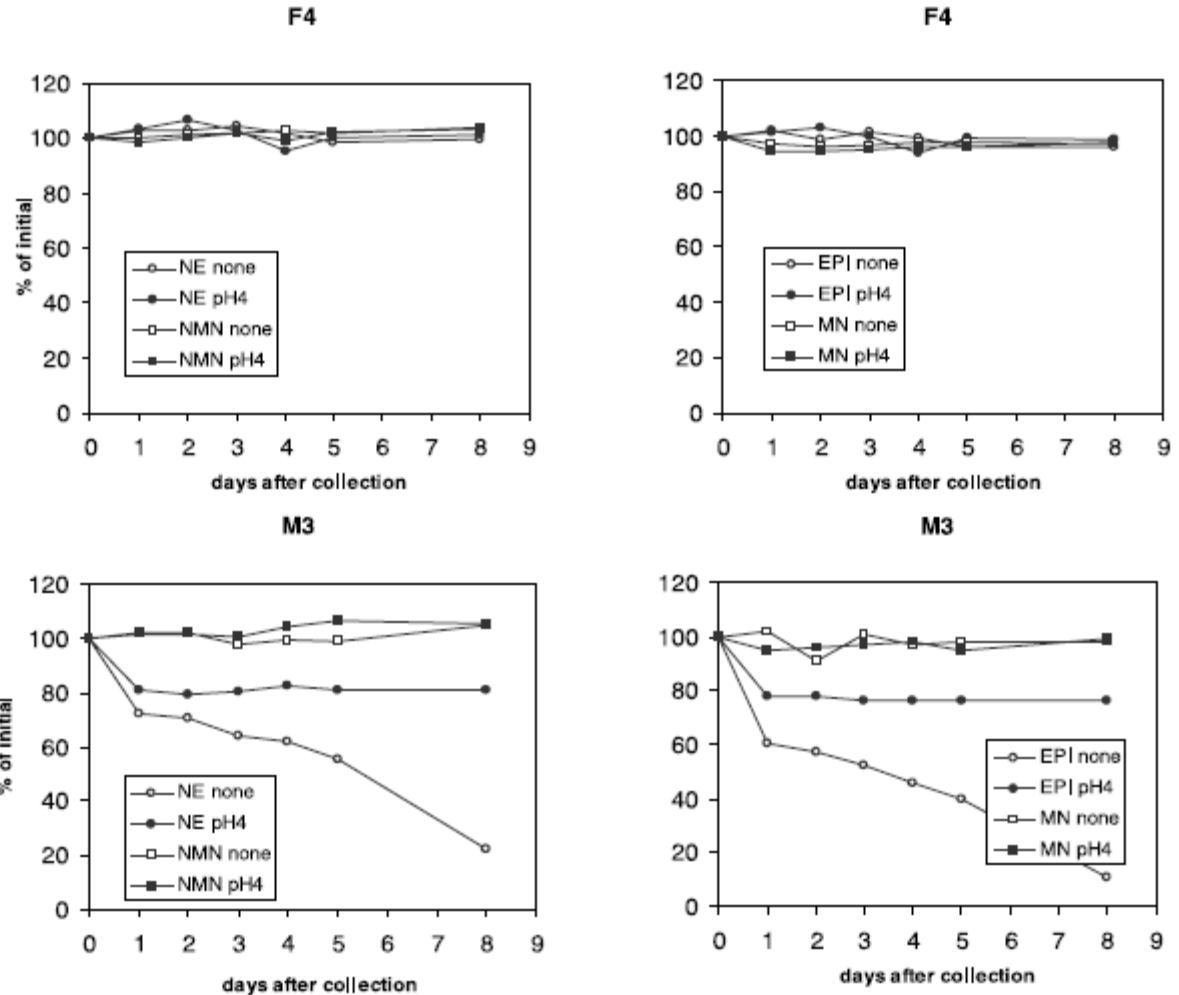 F4
120
100
80
60
40
20
0
% of initial
NE none
NE pH4
NMN none
NMN pH4
0 1 2 3 4 5 6 7 8 9
days after collection
F4
120
100
80
60
40
20
0
EPI none
EPI pH4
MN none
MN pH4
0 1 2 3 4 5 6 7 8 9
days after collection
M3
120
100
80
60
40
20
0
% of initial
NE none
NE pH4
NMN none
NMN pH4
0 1 2 3 4 5 6 7 8 9
days after collection
M3
120
100
80
60
40
20
0
EPI none
EPI pH4
MN none
MN pH4
0 1 2 3 4 5 6 7 8 9
days after collection